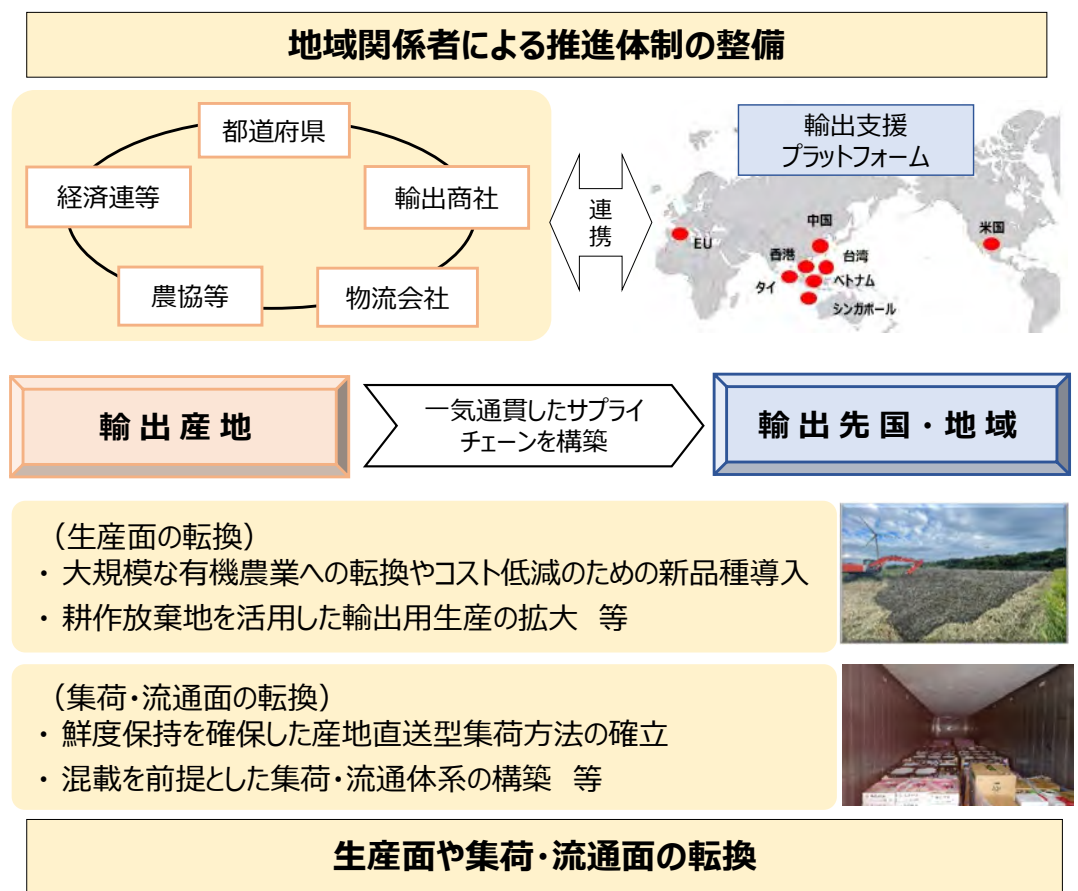 地域関係者による推進体制の整備
都道府県
経済連等
輸出商社
農協等
物流会社
連
携
輸出支援
プラットフォーム
EU
中国
米国
香港
台湾
タイ
ベトナム
シンガポール
輸出産地
一気通貫したサプライ
チェーンを構築
輸出先国・地域
（生産面の転換）
・ 大規模な有機農業への転換やコスト低減のための新品種導入
・ 耕作放棄地を活用した輸出用生産の拡大　等
（集荷・流通面の転換）
・ 鮮度保持を確保した産地直送型集荷方法の確立
・ 混載を前提とした集荷・流通体系の構築　等
生産面や集荷・流通面の転換